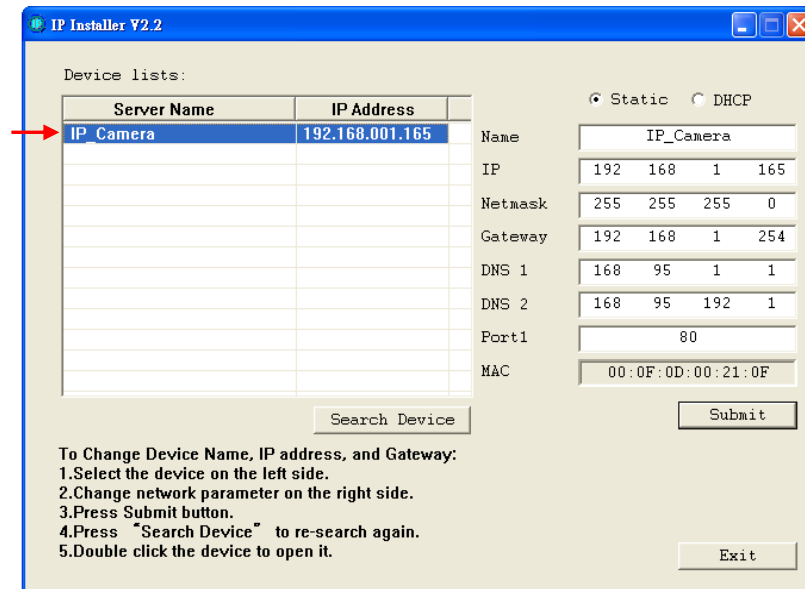 IP Installer V2.2
Device lists:
Server Name IP Address
IP_Camera 192.168.001.165
Static DHCP
Name IP_Camera
IP 192 168 1 165
Netmask 255 255 255 0
Gateway 192 168 1 254
DNS 1 168 95 1 1
DNS 2 168 95 192 1
Port1 80
MAC 00:0F:0D:00:21:0F
Search Device
Submit
To Change Device Name, IP address, and Gateway:
1.Select the device on the left side.
2.Change network parameter on the right side.
3.Press Submit button.
4.Press “Search Device” to re-search again.
5.Double click the device to open it.
Exit